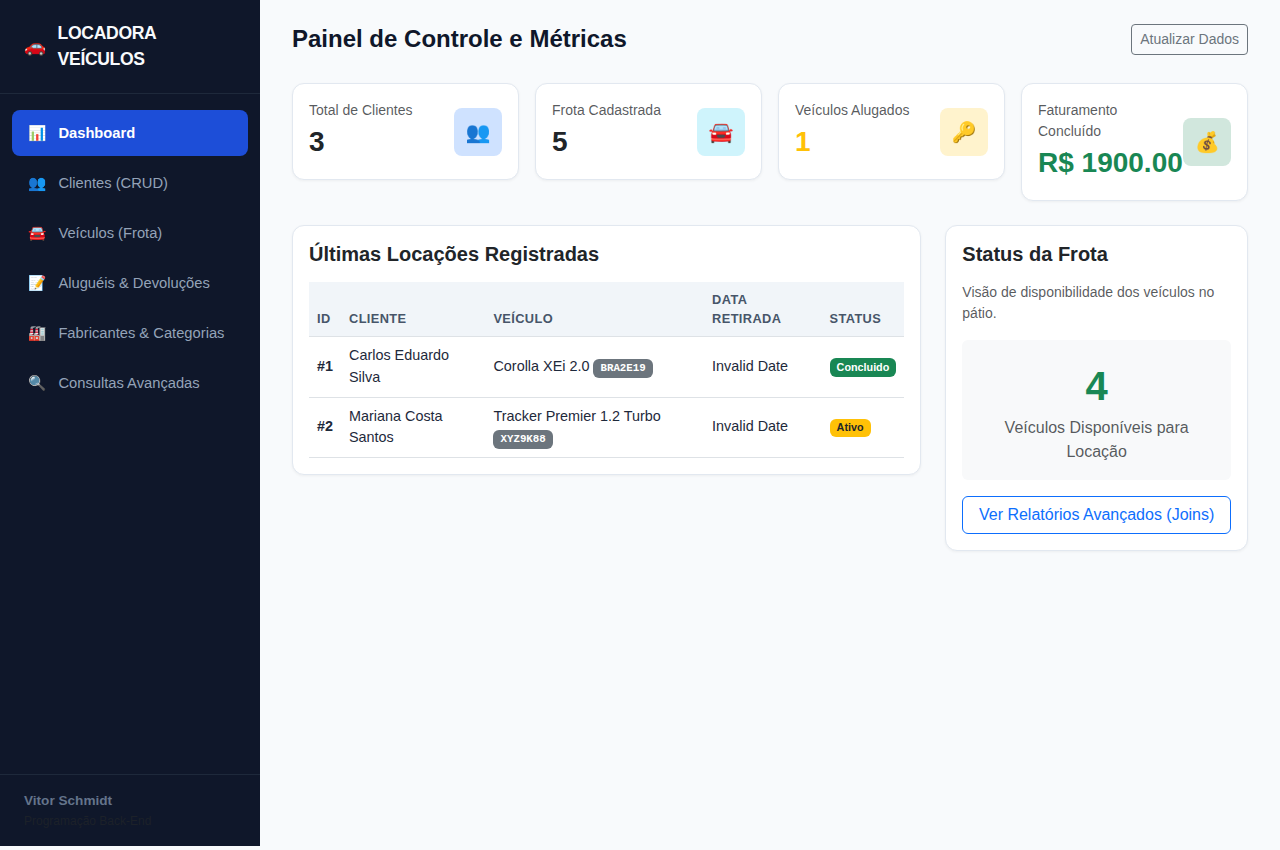 LOCADORA
VEÍCULOS
Dashboard
Clientes (CRUD)
Veículos (Frota)
Aluguéis & Devoluções
Fabricantes & Categorias
Consultas Avançadas
Vitor Schmidt
Programação Back-End
Painel de Controle e Métricas
Atualizar Dados
Total de Clientes
3
Frota Cadastrada
5
Veículos Alugados
1
Faturamento
Concluído
R$ 1900.00
Últimas Locações Registradas
ID CLIENTE VEÍCULO DATA RETIRADA STATUS
#1 Carlos Eduardo Silva Corolla XEi 2.0 BRA2E19 Invalid Date Concluido
#2 Mariana Costa Santos Tracker Premier 1.2 Turbo XYZ9K88 Invalid Date Ativo
Status da Frota
Visão de disponibilidade dos veículos no
pátio.
4
Veículos Disponíveis para
Locação
Ver Relatórios Avançados (Joins)